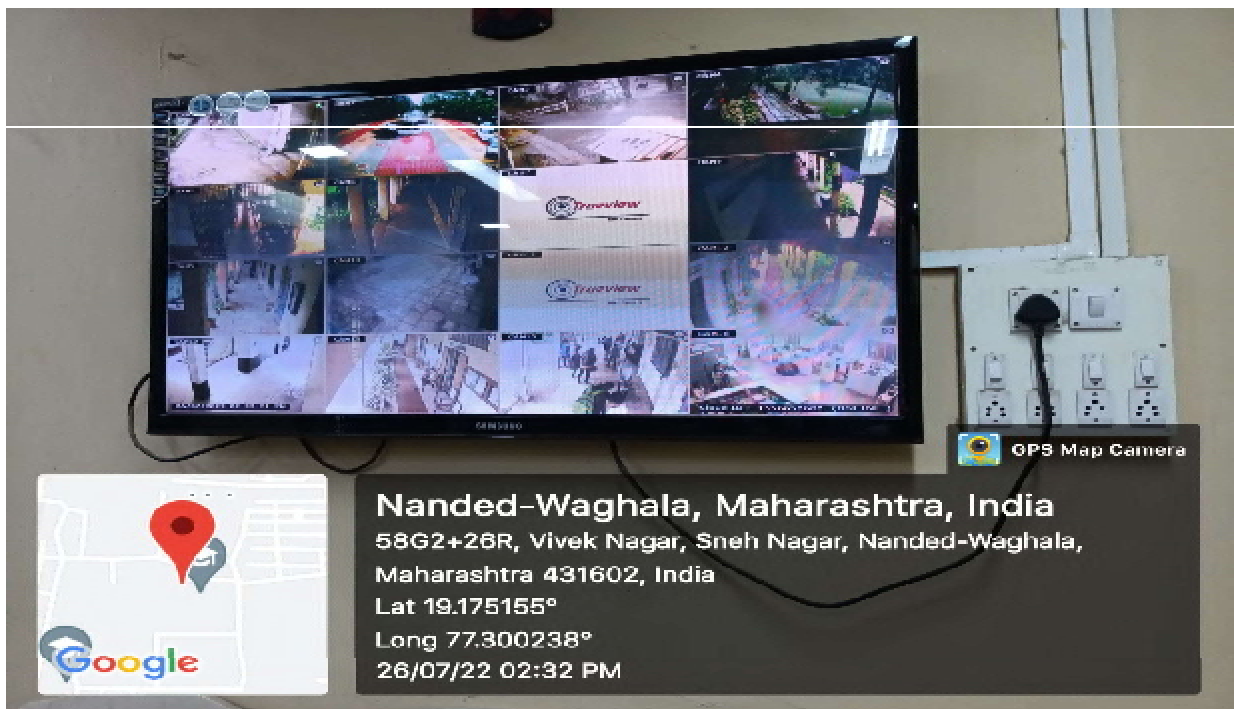 Trueview
Trueview
SAMSUNG
GPS Map Camera
Nanded-Waghala, Maharashtra, India
58G2+26R, Vivek Nagar, Sneh Nagar, Nanded-Waghala,
Maharashtra 431602, India
Lat 19.175155°
Long 77.300238°
26/07/22 02:32 PM
Google